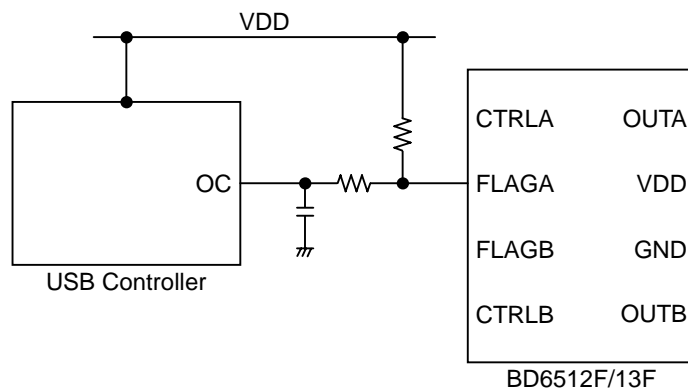 VDD
CTRLA OUTA
OC FLAGA VDD
FLAGB GND
USB Controller
CTRLB OUTB
BD6512F/13F